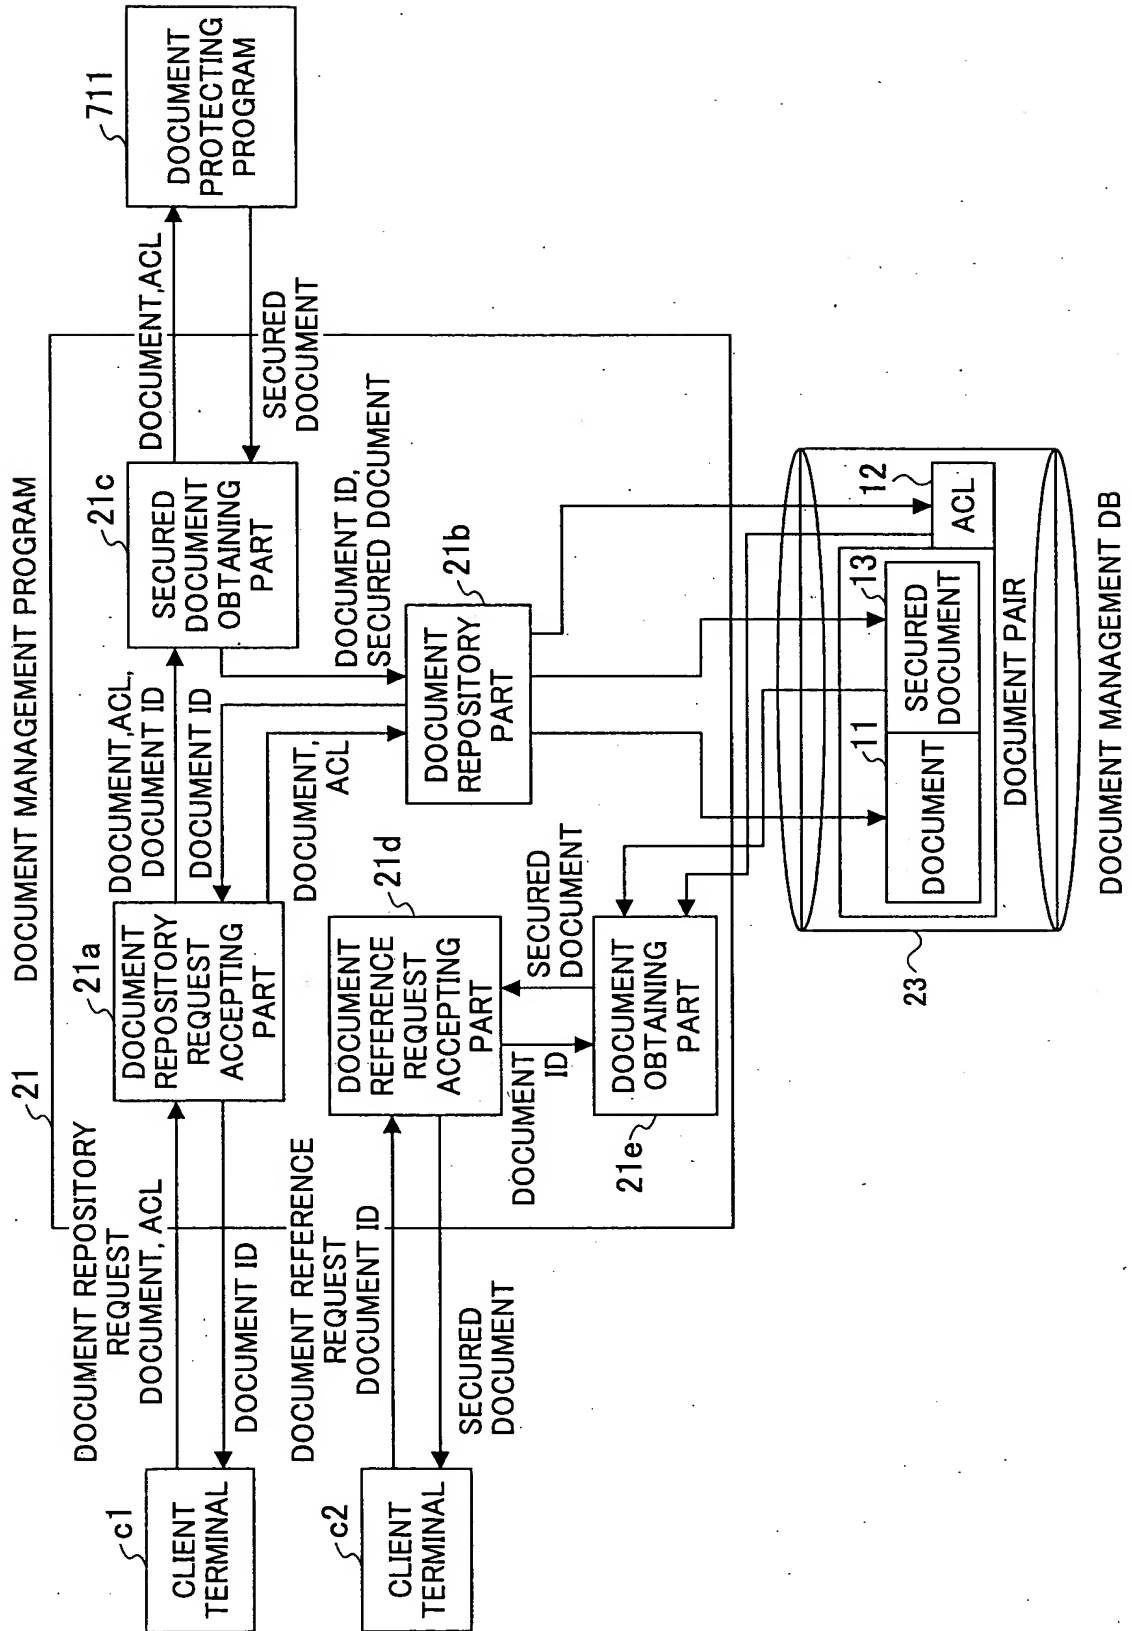 DOCUMENT MANAGEMENT PROGRAM
21
c1
CLIENT
TERMINAL
DOCUMENT REPOSITORY
REQUEST
DOCUMENT, ACL
DOCUMENT ID
21a
DOCUMENT
REPOSITORY
REQUEST
ACCEPTING
PART
DOCUMENT,ACL,
DOCUMENT ID
DOCUMENT ID
DOCUMENT,
ACL
21c
SECURED
DOCUMENT
OBTAINING
PART
DOCUMENT,ACL
SECURED
DOCUMENT
711
DOCUMENT
PROTECTING
PROGRAM
DOCUMENT ID,
SECURED DOCUMENT
21b
DOCUMENT
REPOSITORY
PART
c2
CLIENT
TERMINAL
DOCUMENT REFERENCE
REQUEST
DOCUMENT ID
SECURED
DOCUMENT
21d
DOCUMENT
REFERENCE
REQUEST
ACCEPTING
PART
DOCUMENT
ID
SECURED
DOCUMENT
21e
DOCUMENT
OBTAINING
PART
23
11
DOCUMENT
13
SECURED
DOCUMENT
12
ACL
DOCUMENT PAIR
DOCUMENT MANAGEMENT DB